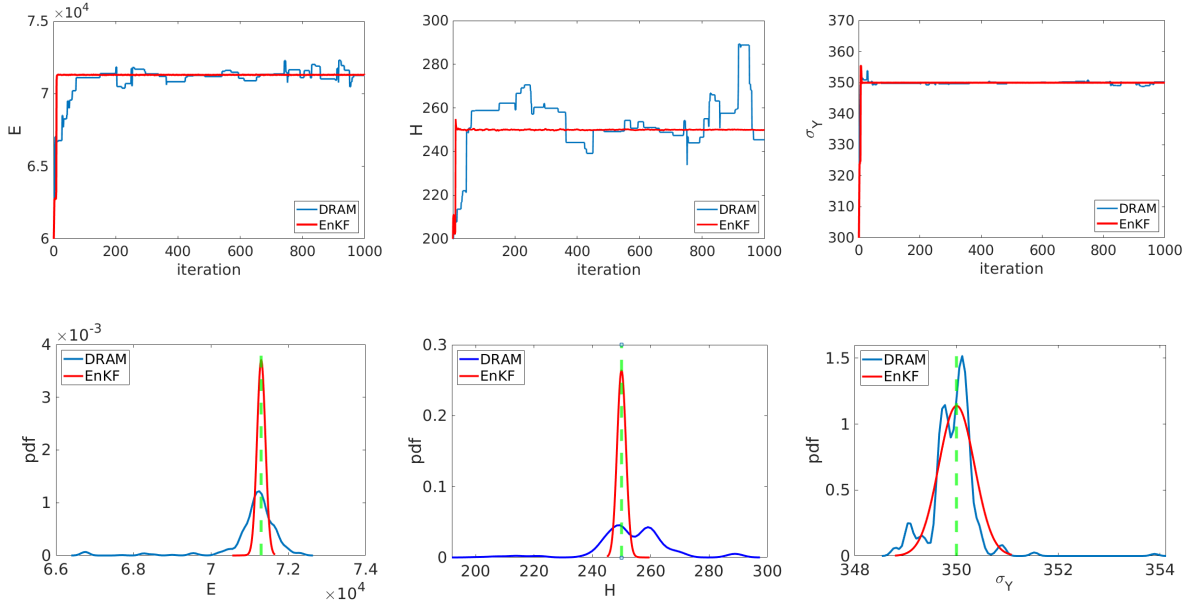 ×10⁴
7.5
7
6.5
6
E
0 200 400 600 800 1000
iteration
DRAM
EnKF
300
280
260
240
220
200
H
200 400 600 800 1000
iteration
DRAM
EnKF
370
360
350
340
330
320
310
300
σ_Y
0 200 400 600 800 1000
iteration
DRAM
EnKF
×10⁻³
4
3
2
1
0
pdf
6.6 6.8 7 7.2 7.4
E
×10⁴
DRAM
EnKF
0.3
0.2
0.1
0
pdf
200 220 240 260 280 300
H
DRAM
EnKF
1.5
1
0.5
0
pdf
348 350 352 354
σ_Y
DRAM
EnKF